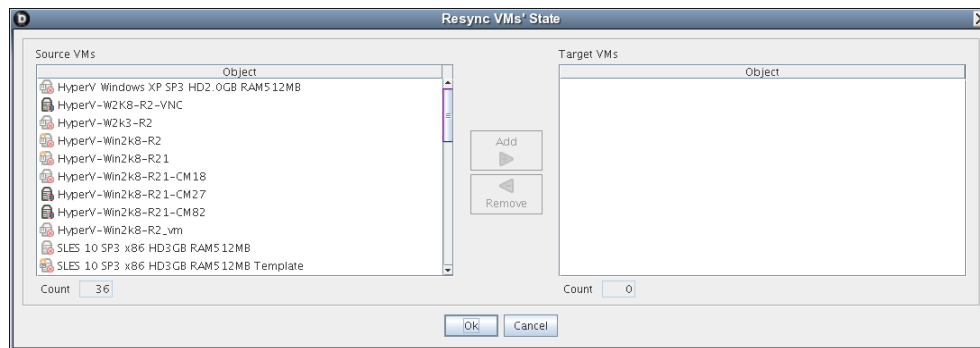 Resync VMs' State
Source VMs
Target VMs
Object
Object
HyperV Windows XP SP3 HD2.0GB RAM512MB
HyperV-W2K8-R2-VNC
HyperV-W2k3-R2
HyperV-Win2k8-R2
HyperV-Win2k8-R21
HyperV-Win2k8-R21-CM18
HyperV-Win2k8-R21-CM27
HyperV-Win2k8-R21-CM82
HyperV-Win2k8-R2_vm
SLES 10 SP3 x86 HD3GB RAM512MB
SLES 10 SP3 x86 HD3GB RAM512MB Template
Add
Remove
Count 36
Count 0
Ok Cancel